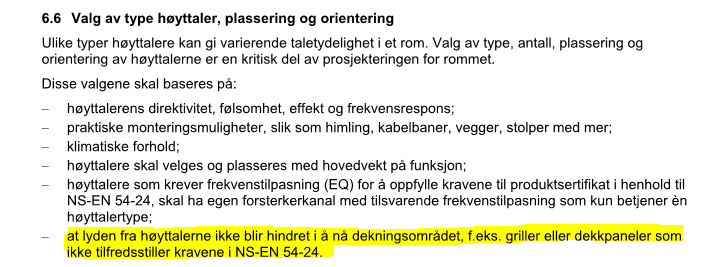 6.6 Valg av type høyttaler, plassering og orientering
Ulike typer høyttalere kan gi varierende taletydelighet i et rom. Valg av type, antall, plassering og
orientering av høyttalerne er en kritisk del av prosjekteringen for rommet.
Disse valgene skal baseres på:
– høyttalerens direktivitet, følsomhet, effekt og frekvensrespons;
– praktiske monteringsmuligheter, slik som himling, kabelbaner, vegger, stolper med mer;
– klimatiske forhold;
– høyttalere skal velges og plasseres med hovedvekt på funksjon;
– høyttalere som krever frekvenstilpasning (EQ) for å oppfylle kravene til produktsertifikat i henhold til
NS-EN 54-24, skal ha egen forsterkerkanal med tilsvarende frekvenstilpasning som kun betjener èn
høyttalertype;
– at lyden fra høyttalerne ikke blir hindret i å nå dekningsområdet, f.eks. griller eller dekkpaneler som
ikke tilfredsstiller kravene i NS-EN 54-24.